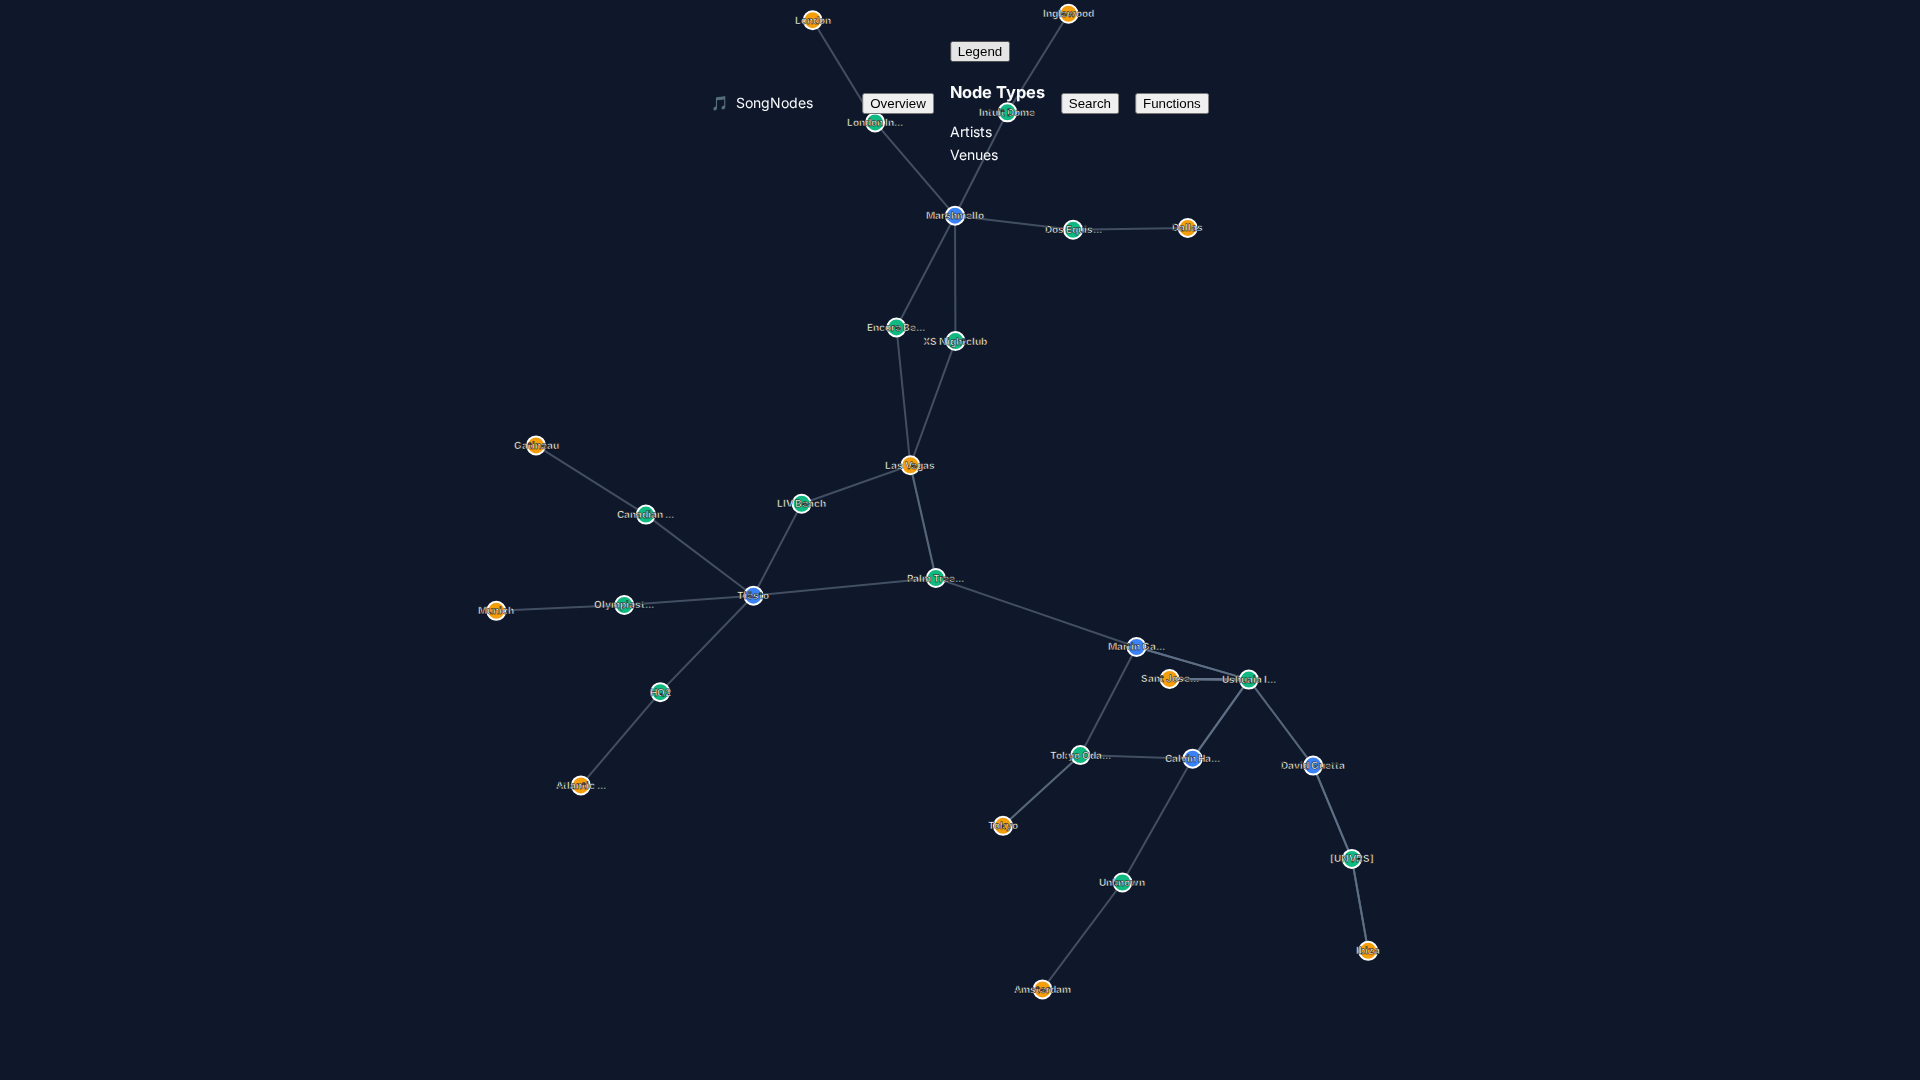 London
Inglewood
Legend
Node Types
SongNodes
Overview
Search
Functions
Intuit Dome
London In...
Artists
Venues
Marshmello
Dos Equis...
Dallas
Encore Be...
XS Nightclub
Gatineau
Las Vegas
LIV Beach
Canadian ...
Palm Tree...
Tiësto
Olympiast...
Munich
Martin Ga...
San Jose...
Ushuaïa I...
HQ2
Tokyo Oda...
Calvin Ha...
David Guetta
Atlantic ...
Tokyo
[UNVRS]
Unknown
Ibiza
Amsterdam